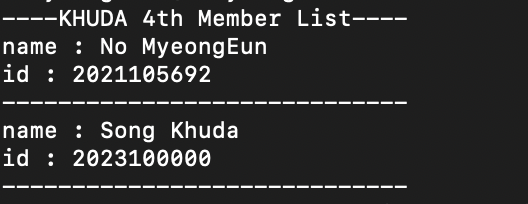 ----KHUDA 4th Member List----
name : No MyeongEun
id : 2021105692
-----------------------------
name : Song Khuda
id : 2023100000
-----------------------------